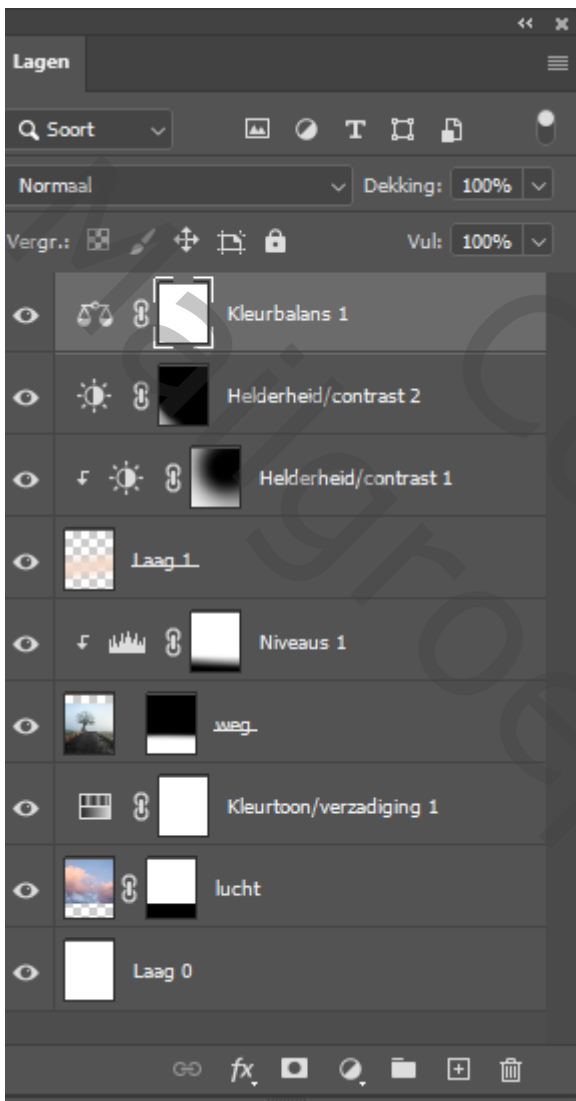 Lagen
Soort
Normaal Dekking: 100%
Vergr.: Vul: 100%
Kleurbalans 1
Helderheid/contrast 2
Helderheid/contrast 1
Laag 1
Niveaus 1
weg
Kleurtoon/verzadiging 1
lucht
Laag 0
fx